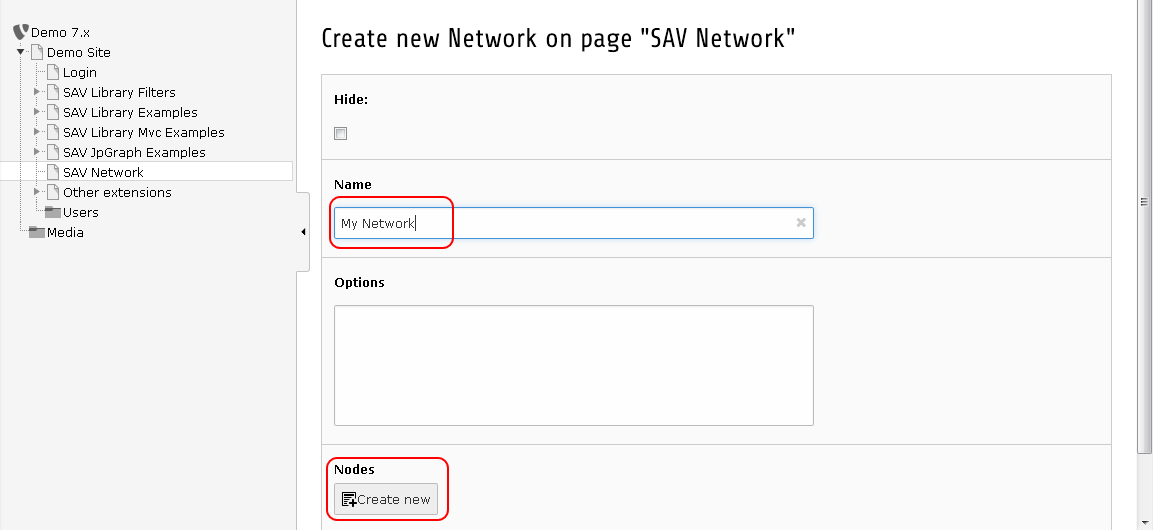 Demo 7.x
Demo Site
Login
SAV Library Filters
SAV Library Examples
SAV Library Mvc Examples
SAV JpGraph Examples
SAV Network
Other extensions
Users
Media
Create new Network on page "SAV Network"
Hide:
Name
My Network
Options
Nodes
Create new